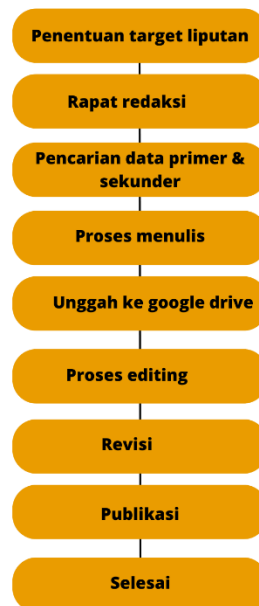 Penentuan target liputan
Rapat redaksi
Pencarian data primer &
sekunder
Proses menulis
Unggah ke google drive
Proses editing
Revisi
Publikasi
Selesai